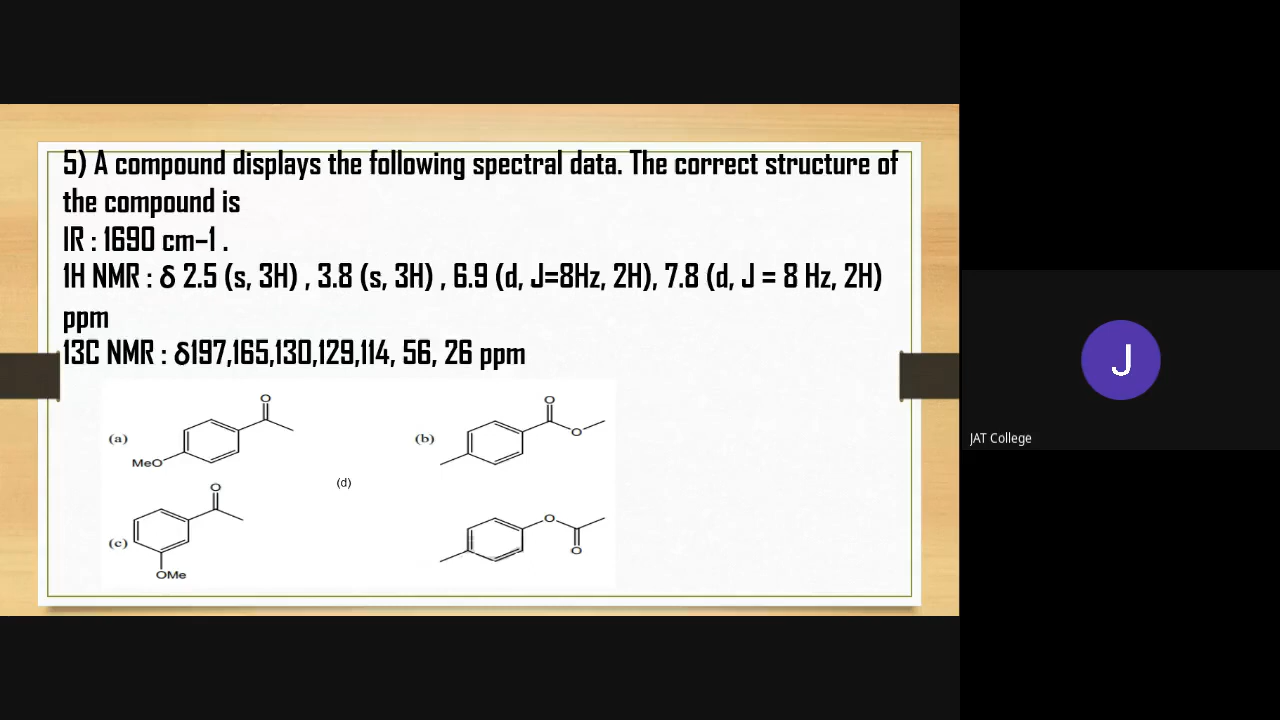 5) A compound displays the following spectral data. The correct structure of
the compound is
IR : 1690 cm–1 .
1H NMR : δ 2.5 (s, 3H) , 3.8 (s, 3H) , 6.9 (d, J=8Hz, 2H), 7.8 (d, J = 8 Hz, 2H)
ppm
13C NMR : δ197,165,130,129,114, 56, 26 ppm
(a)
O
MeO
(b)
O
O
(d)
(c)
O
OMe
O
O
J
JAT College